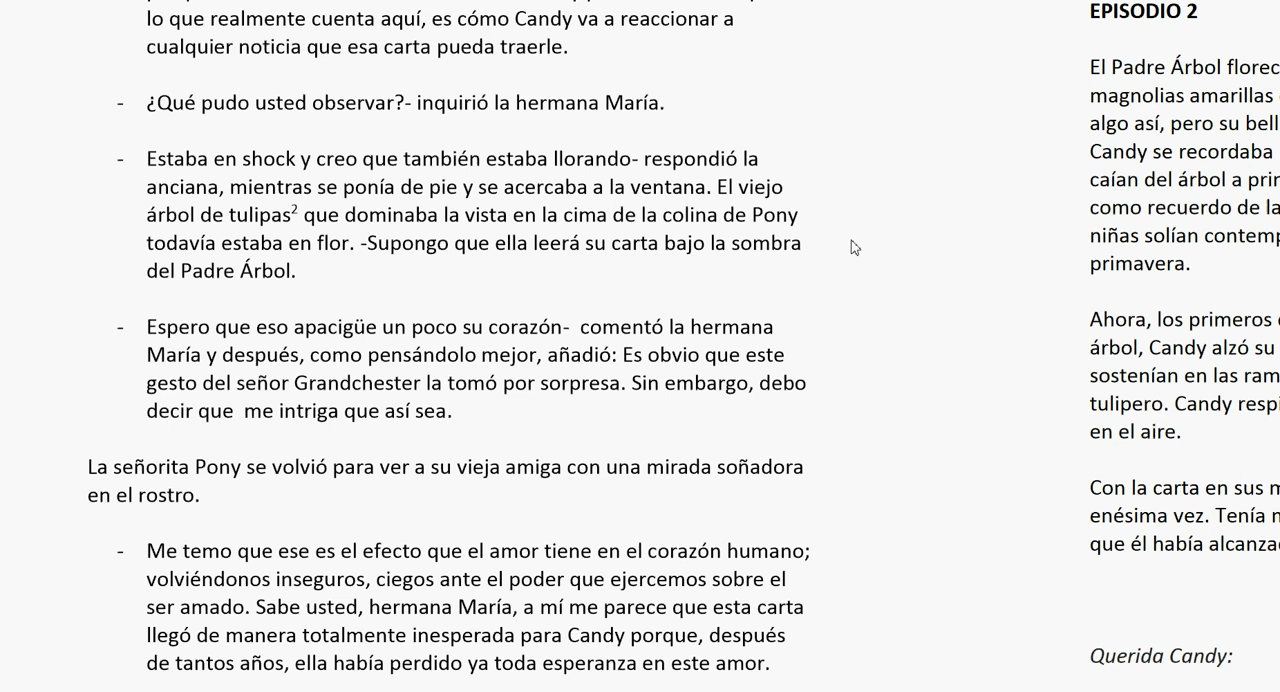 lo que realmente cuenta aquí, es cómo Candy va a reaccionar a
cualquier noticia que esa carta pueda traerle.
- ¿Qué pudo usted observar?- inquirió la hermana María.
- Estaba en shock y creo que también estaba llorando- respondió la
anciana, mientras se ponía de pie y se acercaba a la ventana. El viejo
árbol de tulipas² que dominaba la vista en la cima de la colina de Pony
todavía estaba en flor. -Supongo que ella leerá su carta bajo la sombra
del Padre Árbol.
- Espero que eso apacigüe un poco su corazón-  comentó la hermana
María y después, como pensándolo mejor, añadió: Es obvio que este
gesto del señor Grandchester la tomó por sorpresa. Sin embargo, debo
decir que  me intriga que así sea.
La señorita Pony se volvió para ver a su vieja amiga con una mirada soñadora
en el rostro.
- Me temo que ese es el efecto que el amor tiene en el corazón humano;
volviéndonos inseguros, ciegos ante el poder que ejercemos sobre el
ser amado. Sabe usted, hermana María, a mí me parece que esta carta
llegó de manera totalmente inesperada para Candy porque, después
de tantos años, ella había perdido ya toda esperanza en este amor.
EPISODIO 2
El Padre Árbol
magnolias amarillas
algo así, pero su
Candy se recordaba
caían del árbol a
como recuerdo de
niñas solían
primavera.
Ahora, los primeros
árbol, Candy alzó su
sostenían en las
tulipero. Candy
en el aire.
Con la carta en sus
enésima vez. Tenía
que él había
Querida Candy: